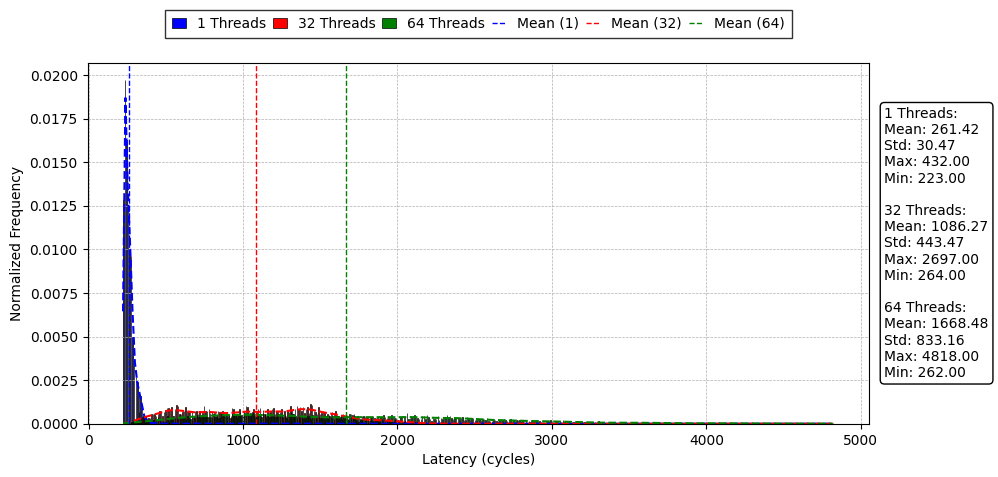 1 Threads 32 Threads 64 Threads Mean (1) Mean (32) Mean (64)
Normalized Frequency
0.0200
0.0175
0.0150
0.0125
0.0100
0.0075
0.0050
0.0025
0.0000
0 1000 2000 3000 4000 5000
Latency (cycles)
1 Threads:
Mean: 261.42
Std: 30.47
Max: 432.00
Min: 223.00
32 Threads:
Mean: 1086.27
Std: 443.47
Max: 2697.00
Min: 264.00
64 Threads:
Mean: 1668.48
Std: 833.16
Max: 4818.00
Min: 262.00